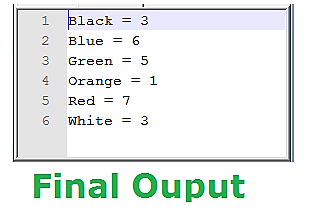 1 Black = 3
2 Blue = 6
3 Green = 5
4 Orange = 1
5 Red = 7
6 White = 3
Final Ouput